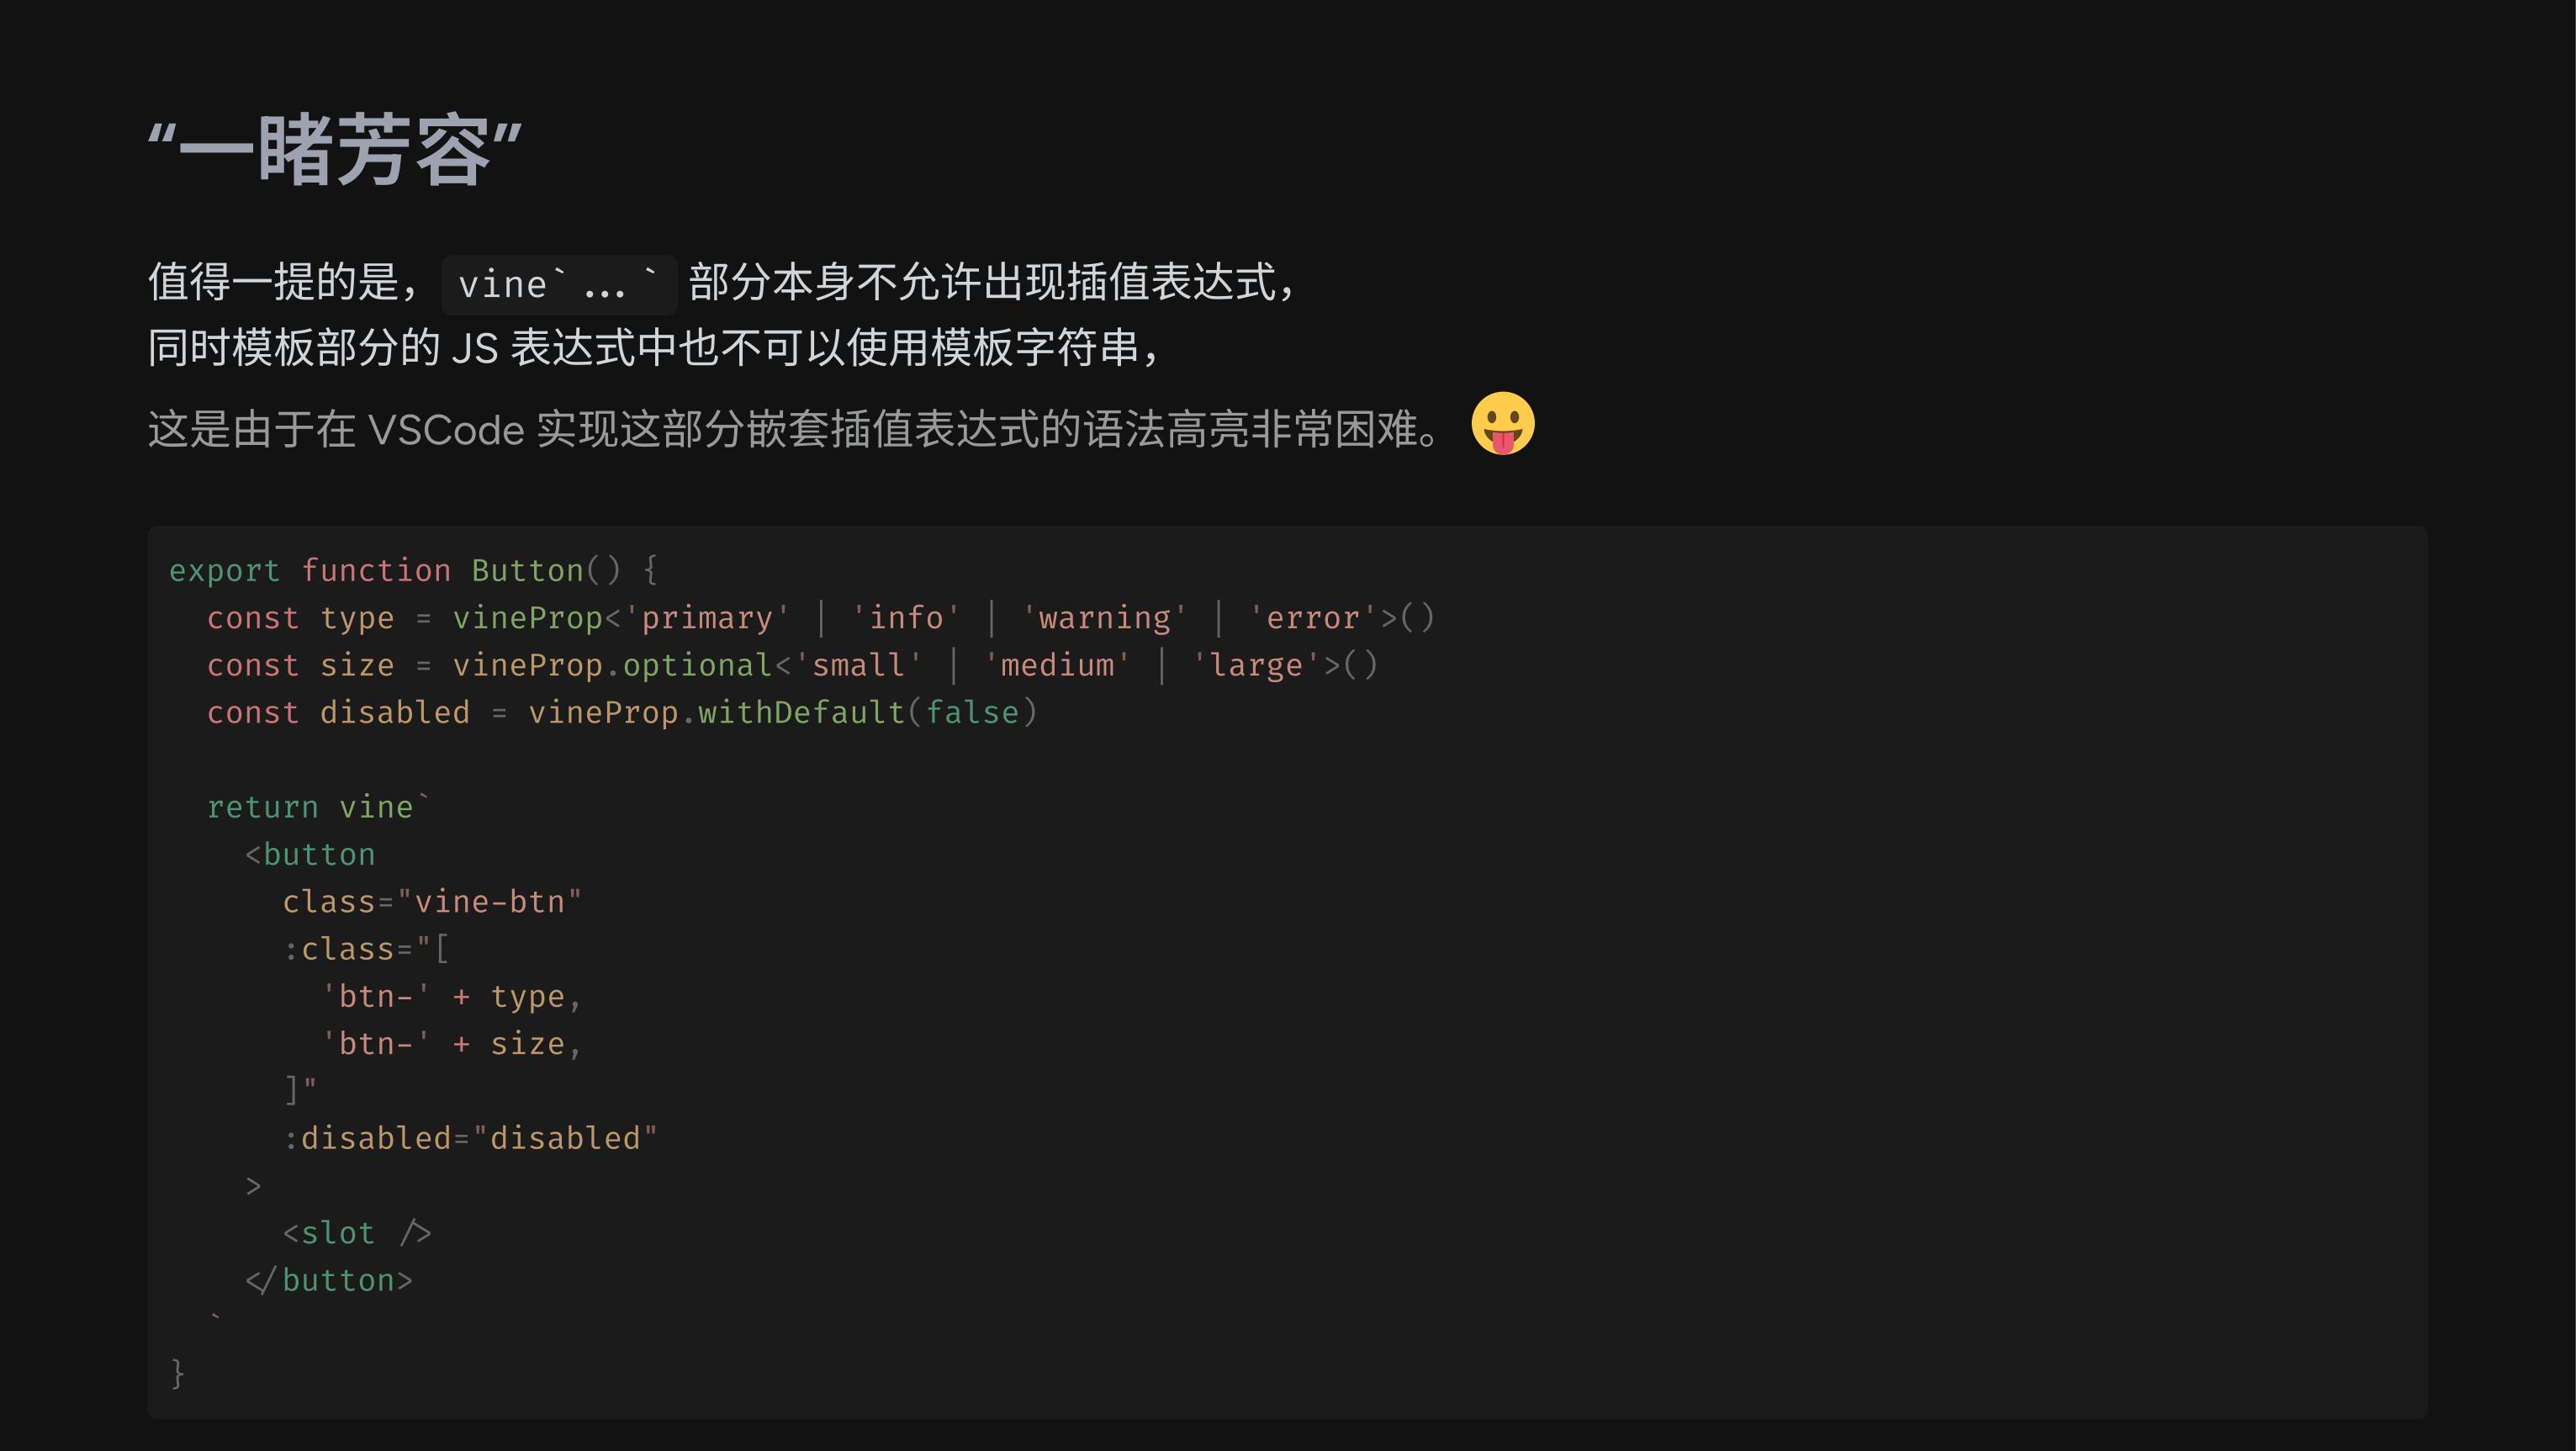 “一睹芳容”
值得一提的是，vine`...` 部分本身不允许出现插值表达式，
同时模板部分的 JS 表达式中也不可以使用模板字符串，
这是由于在 VSCode 实现这部分嵌套插值表达式的语法高亮非常困难。😛
export function Button() {
  const type = vineProp<'primary' | 'info' | 'warning' | 'error'>()
  const size = vineProp.optional<'small' | 'medium' | 'large'>()
  const disabled = vineProp.withDefault(false)

  return vine`
    <button
      class="vine-btn"
      :class="[
        'btn-' + type,
        'btn-' + size,
      ]"
      :disabled="disabled"
    >
      <slot />
    </button>
  `
}